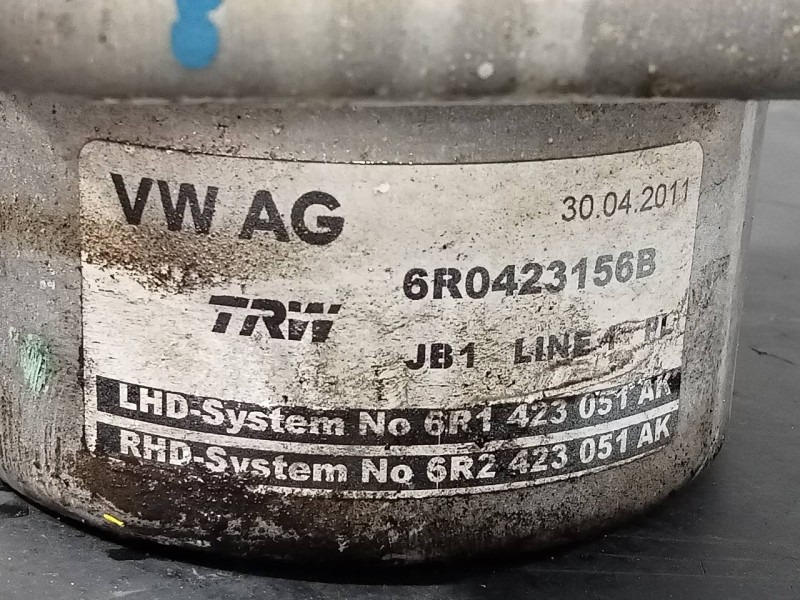 VW AG
30.04.2011
6R0423156B
TRW
JB1 LINE
LHD-System No 6R1 423 051 AK
RHD-System No 6R2 423 051 AK